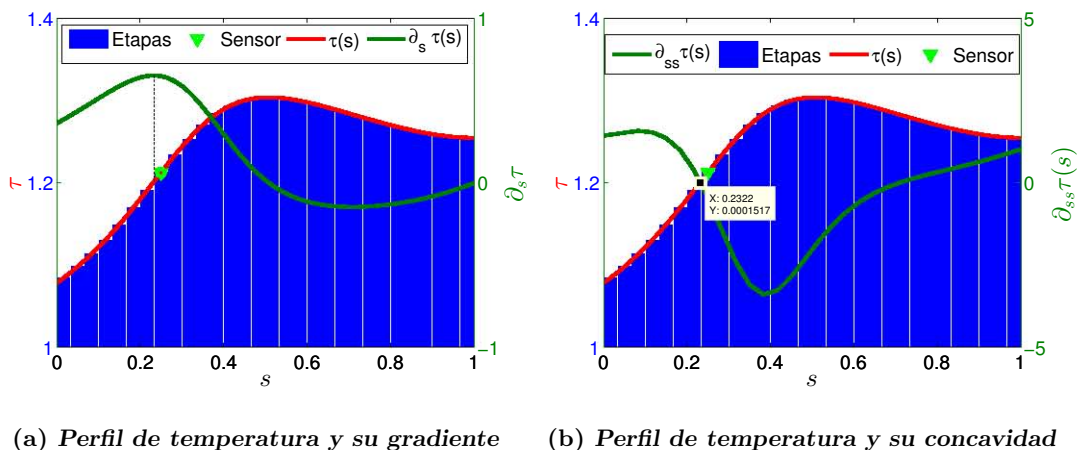 1.4
1
Etapas Sensor τ(s) ∂s τ(s)
τ
1.2
0
∂sτ
1
-1
0 0.2 0.4 0.6 0.8 1
s
(a) Perfil de temperatura y su gradiente
1.4
5
∂ssτ(s) Etapas τ(s) Sensor
τ
1.2
0
∂ssτ(s)
X: 0.2322
Y: 0.0001517
1
-5
0 0.2 0.4 0.6 0.8 1
s
(b) Perfil de temperatura y su concavidad